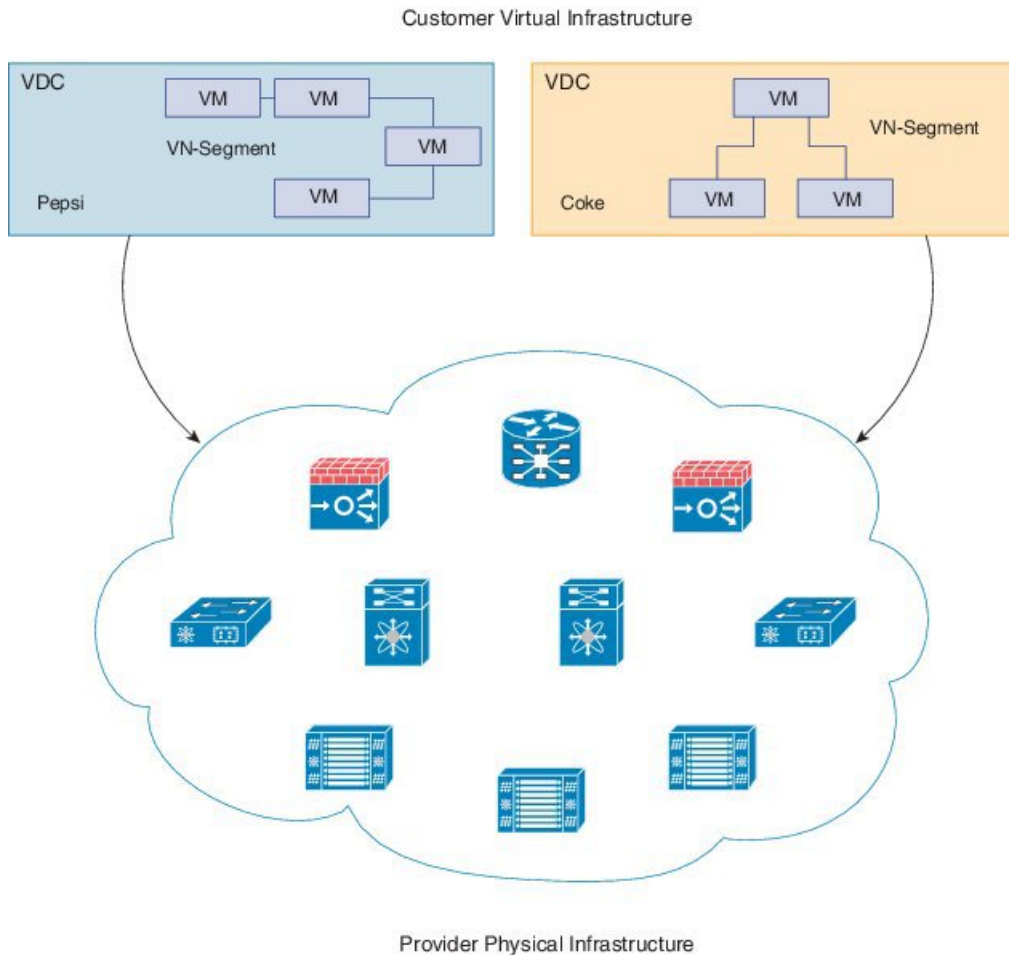 Customer Virtual Infrastructure
VDC
VM
VM
VN-Segment
VM
Pepsi
VM
VDC
VM
VN-Segment
Coke
VM
VM
Provider Physical Infrastructure